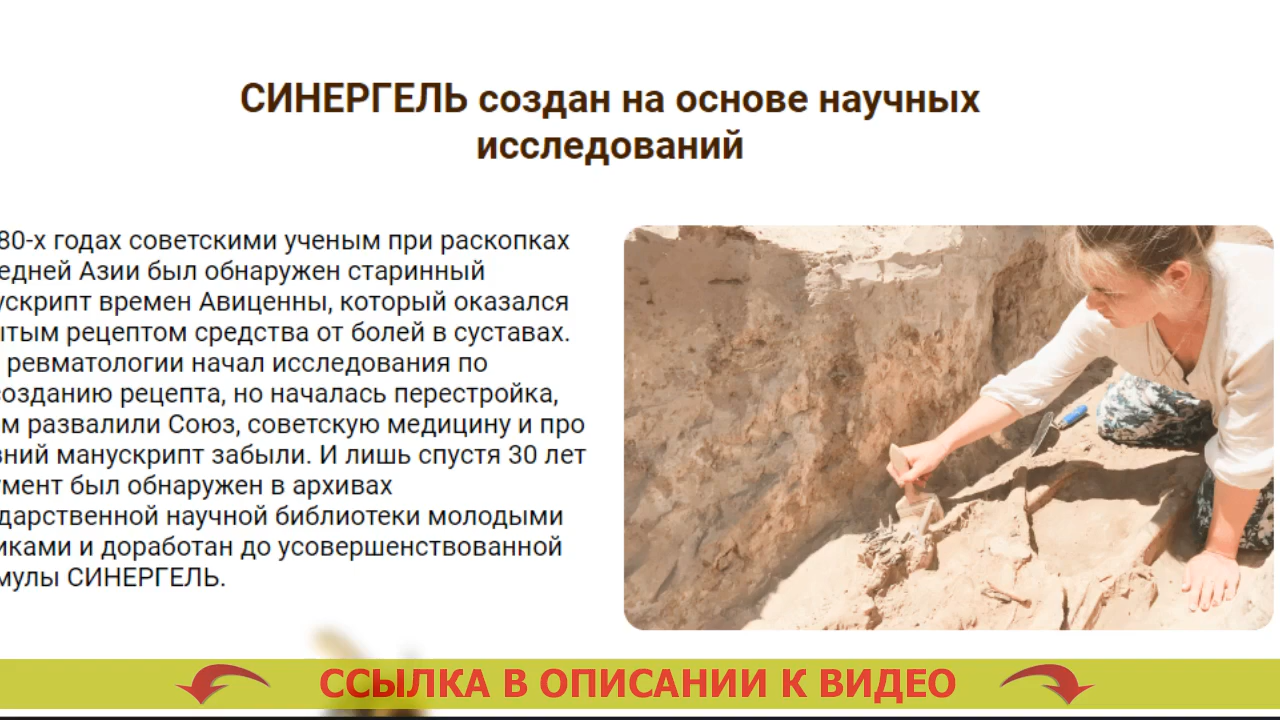 СИНЕРГЕЛЬ создан на основе научных
исследований
80-х годах советскими ученым при раскопках
едней Азии был обнаружен старинный
ускрипт времен Авиценны, который оказался
ытым рецептом средства от болей в суставах.
ревматологии начал исследования по
созданию рецепта, но началась перестройка,
м развалили Союз, советскую медицину и про
вний манускрипт забыли. И лишь спустя 30 лет
умент был обнаружен в архивах
дарственной научной библиотеки молодыми
иками и доработан до усовершенствованной
мулы СИНЕРГЕЛЬ.
ССЫЛКА В ОПИСАНИИ К ВИДЕО